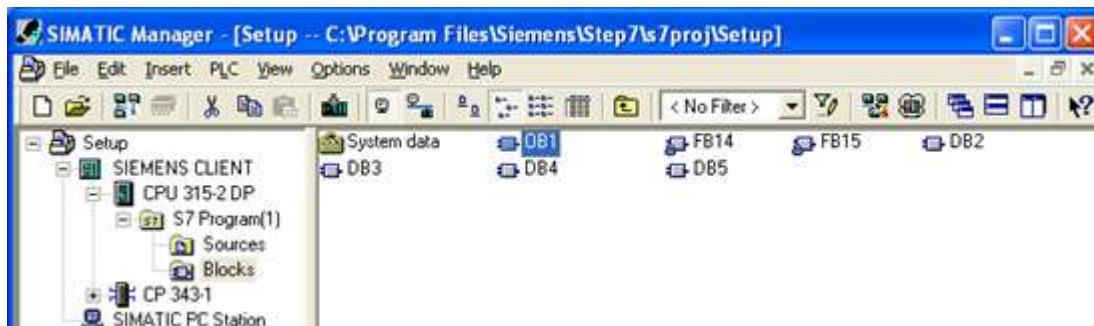 SIMATIC Manager - [Setup -- C:\Program Files\Siemens\Step7\s7proj\Setup]
File Edit Insert PLC View Options Window Help
< No Filter >
Setup
SIEMENS CLIENT
CPU 315-2 DP
S7 Program(1)
Sources
Blocks
CP 343-1
SIMATIC PC Station
System data OB1 FB14 FB15 DB2
DB3 DB4 DB5